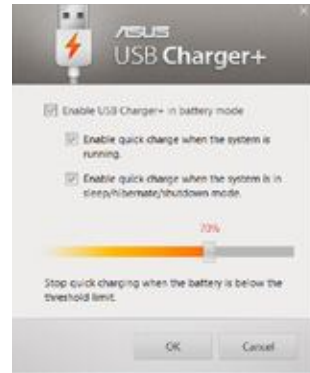 ASUS
USB Charger+
Enable USB Charger+ in battery mode
Enable quick charge when the system is
running.
Enable quick charge when the system is in
sleep/hibernate/shutdown mode.
70%
Stop quick charging when the battery is below the
threshold limit.
OK
Cancel